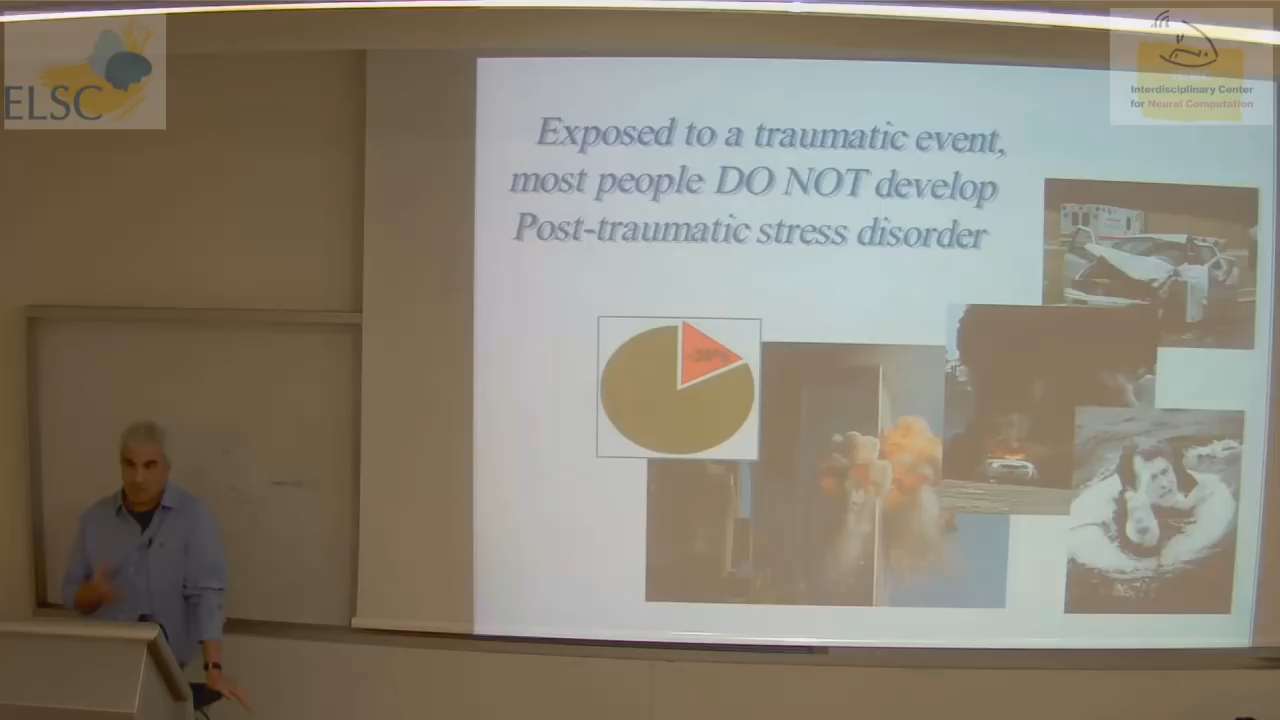 ELSC
Interdisciplinary Center
for Neural Computation
Exposed to a traumatic event,
most people DO NOT develop
Post-traumatic stress disorder